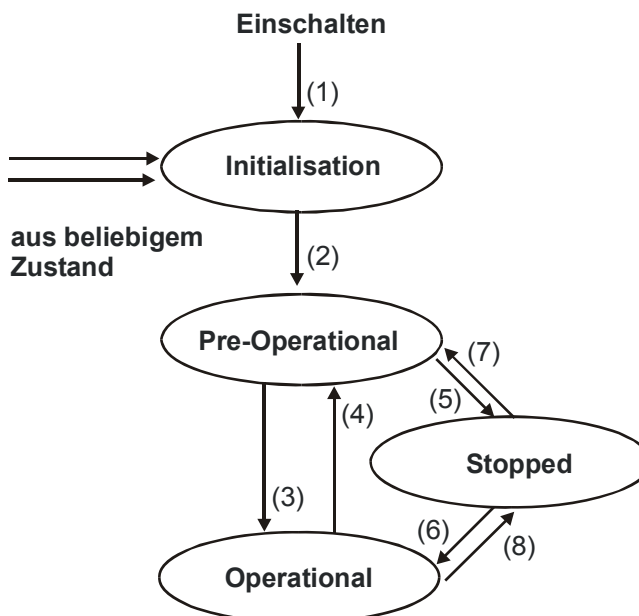 Einschalten
(1)
Initialisation
aus beliebigem
Zustand
(2)
Pre-Operational
(7)
(5)
(4)
Stopped
(3)
(6)
(8)
Operational